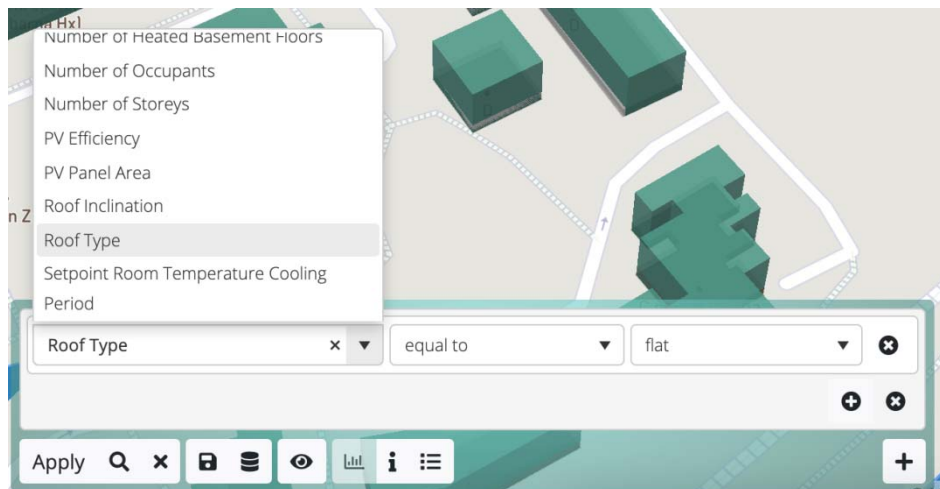 Number of Heated Basement Floors
Number of Occupants
Number of Storeys
PV Efficiency
PV Panel Area
Roof Inclination
n Z
Roof Type
Setpoint Room Temperature Cooling
Period
Roof Type
equal to
flat
Apply